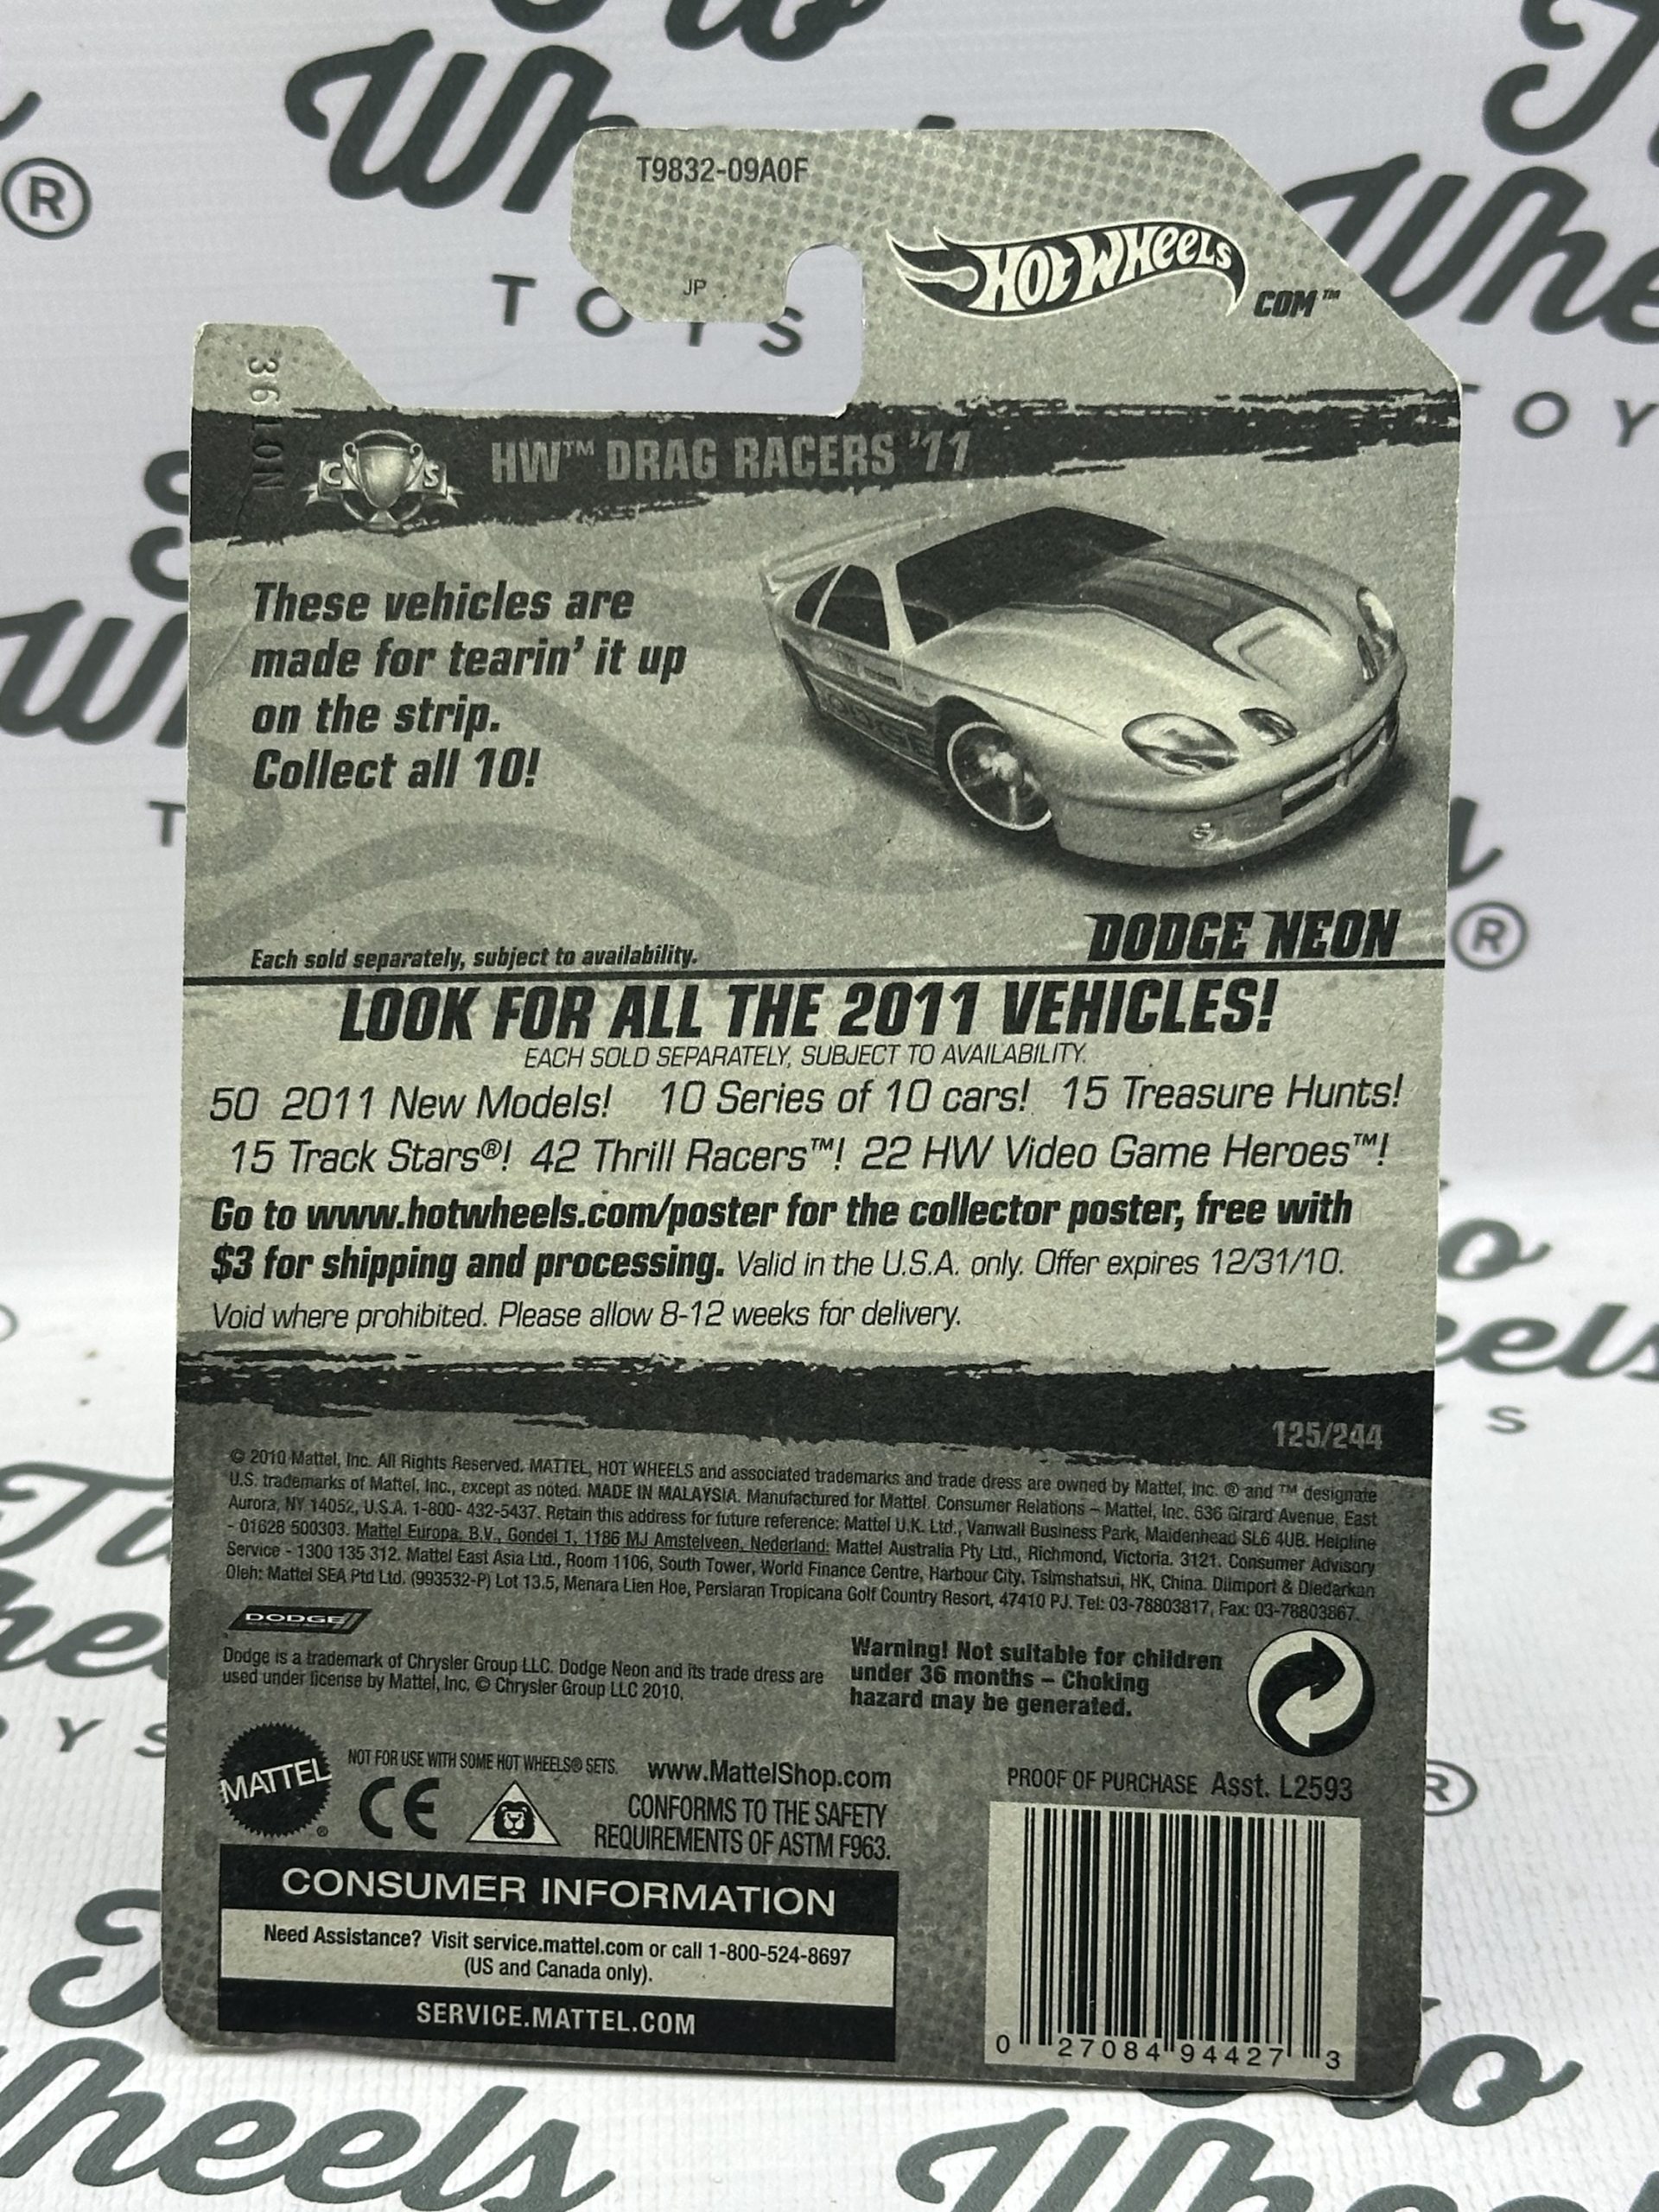 T9832-09A0F
JP
HOT WHEELS
COM™
HW™ DRAG RACERS '11
C S
These vehicles are
made for tearin' it up
on the strip.
Collect all 10!
DODGE NEON
Each sold separately, subject to availability.
LOOK FOR ALL THE 2011 VEHICLES!
EACH SOLD SEPARATELY, SUBJECT TO AVAILABILITY.
50 2011 New Models! 10 Series of 10 cars! 15 Treasure Hunts!
15 Track Stars®! 42 Thrill Racers™! 22 HW Video Game Heroes™!
Go to www.hotwheels.com/poster for the collector poster, free with
$3 for shipping and processing. Valid in the U.S.A. only. Offer expires 12/31/10.
Void where prohibited. Please allow 8-12 weeks for delivery.
125/244
© 2010 Mattel, Inc. All Rights Reserved. MATTEL, HOT WHEELS and associated trademarks and trade dress are owned by Mattel, Inc. ® and ™ designate
U.S. trademarks of Mattel, Inc., except as noted. MADE IN MALAYSIA. Manufactured for Mattel. Consumer Relations – Mattel, Inc. 636 Girard Avenue, East
Aurora, NY 14052, U.S.A. 1-800- 432-5437. Retain this address for future reference: Mattel U.K. Ltd., Vanwall Business Park, Maidenhead SL6 4UB. Helpline
- 01628 500303. Mattel Europa, B.V., Gondel 1, 1186 MJ Amstelveen, Nederland: Mattel Australia Pty Ltd., Richmond, Victoria. 3121. Consumer Advisory
Service - 1300 135 312. Mattel East Asia Ltd., Room 1106, South Tower, World Finance Centre, Harbour City, Tsimshatsui, HK, China. Diimport & Diedarkan
Oleh: Mattel SEA Ptd Ltd. (993532-P) Lot 13.5, Menara Lien Hoe, Persiaran Tropicana Golf Country Resort, 47410 PJ. Tel: 03-78803817, Fax: 03-78803867.
DODGE
Dodge is a trademark of Chrysler Group LLC. Dodge Neon and its trade dress are
used under license by Mattel, Inc. © Chrysler Group LLC 2010.
Warning! Not suitable for children
under 36 months – Choking
hazard may be generated.
MATTEL ®
NOT FOR USE WITH SOME HOT WHEELS® SETS.
CE
www.MattelShop.com
CONFORMS TO THE SAFETY
REQUIREMENTS OF ASTM F963.
PROOF OF PURCHASE Asst. L2593
CONSUMER INFORMATION
Need Assistance? Visit service.mattel.com or call 1-800-524-8697
(US and Canada only).
SERVICE.MATTEL.COM
0 27084 94427 3
TOYS
Wheels